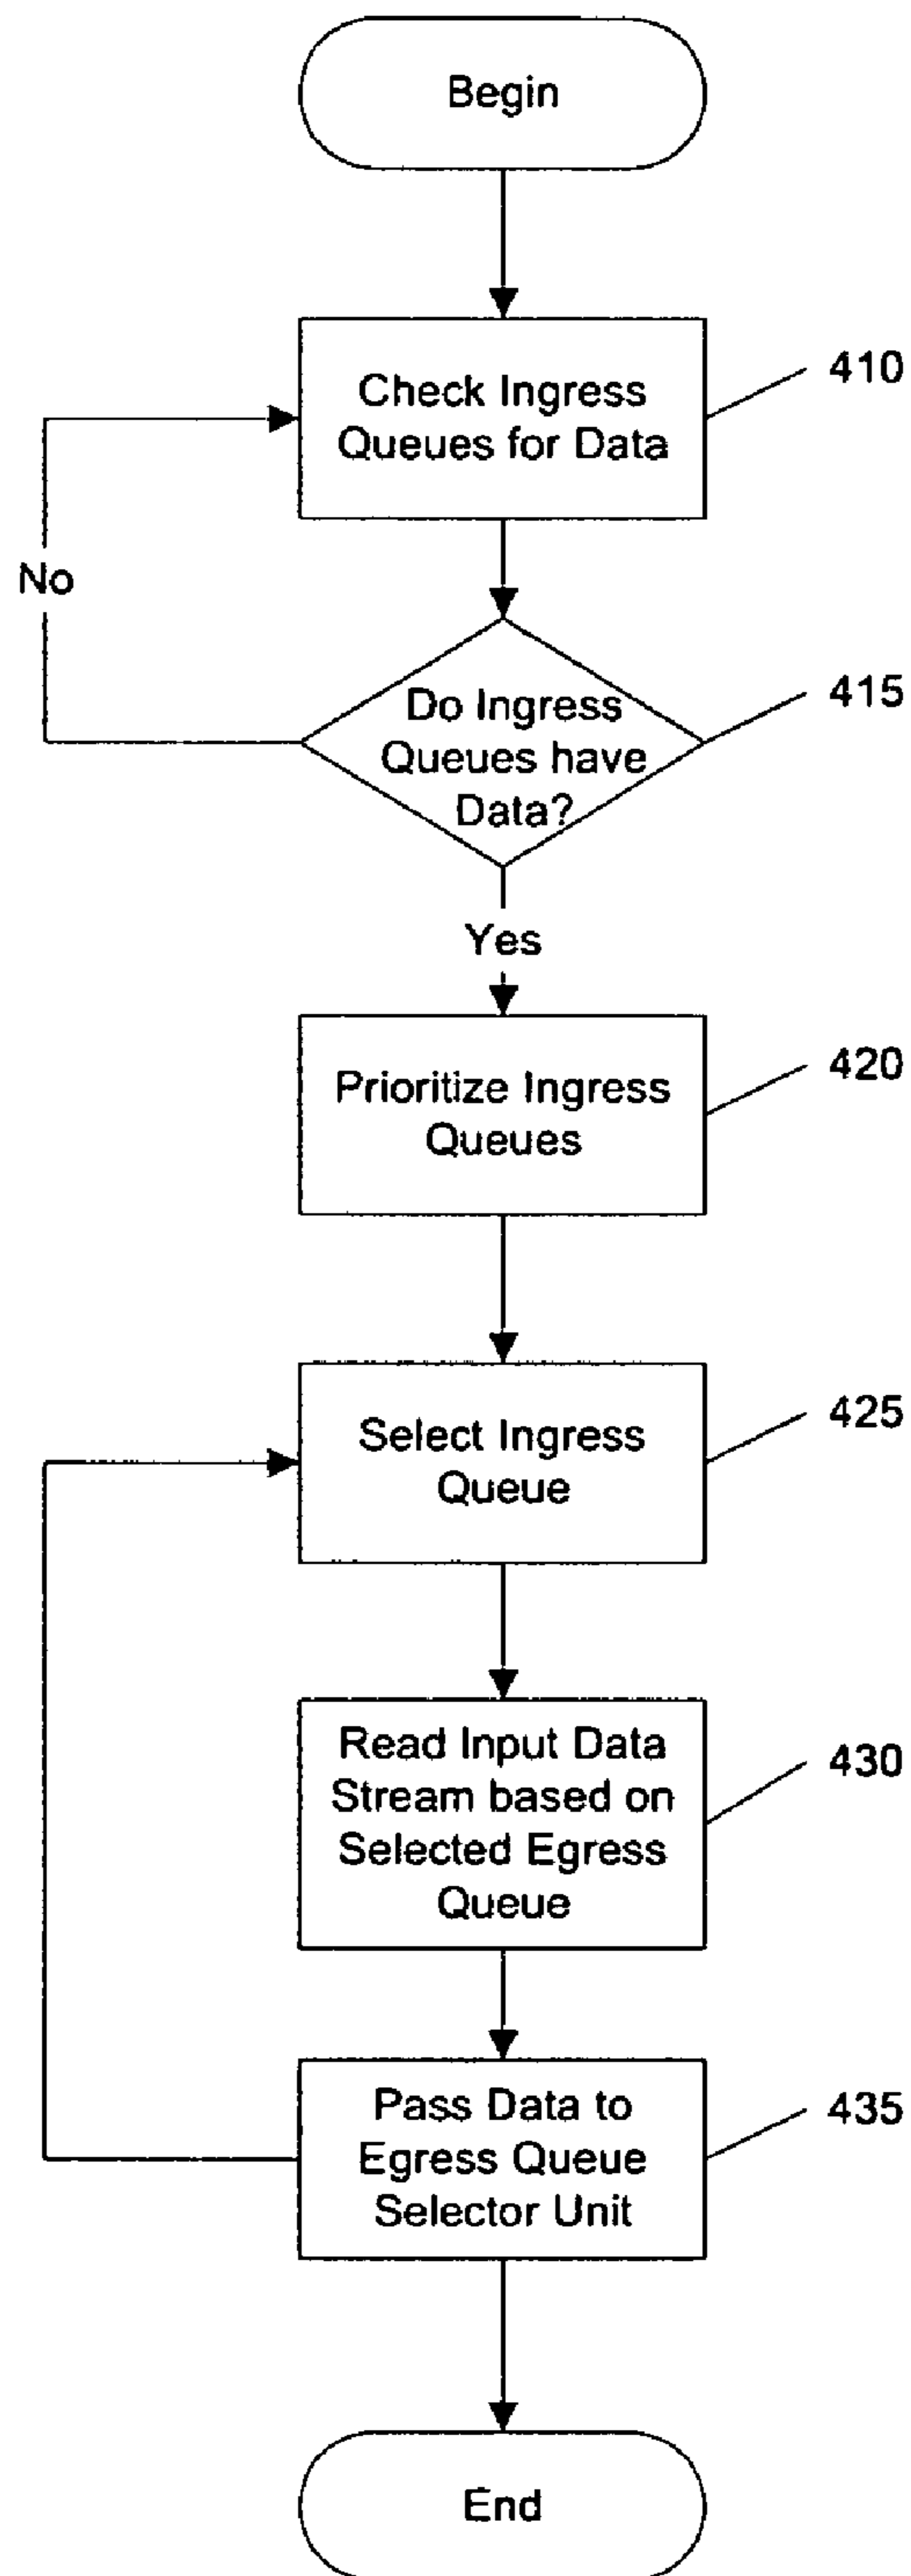 Begin
Check Ingress
Queues for Data
410
No
Do Ingress
Queues have
Data?
415
Yes
Prioritize Ingress
Queues
420
Select Ingress
Queue
425
Read Input Data
Stream based on
Selected Egress
Queue
430
Pass Data to
Egress Queue
Selector Unit
435
End